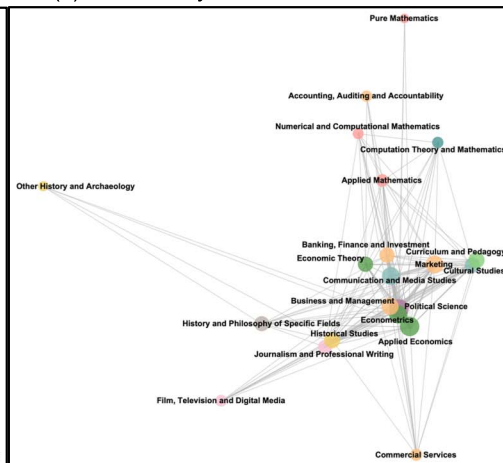 Pure Mathematics
Accounting, Auditing and Accountability
Numerical and Computational Mathematics
Computation Theory and Mathematics
Applied Mathematics
Other History and Archaeology
Banking, Finance and Investment
Curriculum and Pedagogy
Economic Theory
Marketing
Cultural Studies
Communication and Media Studies
Business and Management
Political Science
Econometrics
History and Philosophy of Specific Fields
Historical Studies
Applied Economics
Journalism and Professional Writing
Film, Television and Digital Media
Commercial Services